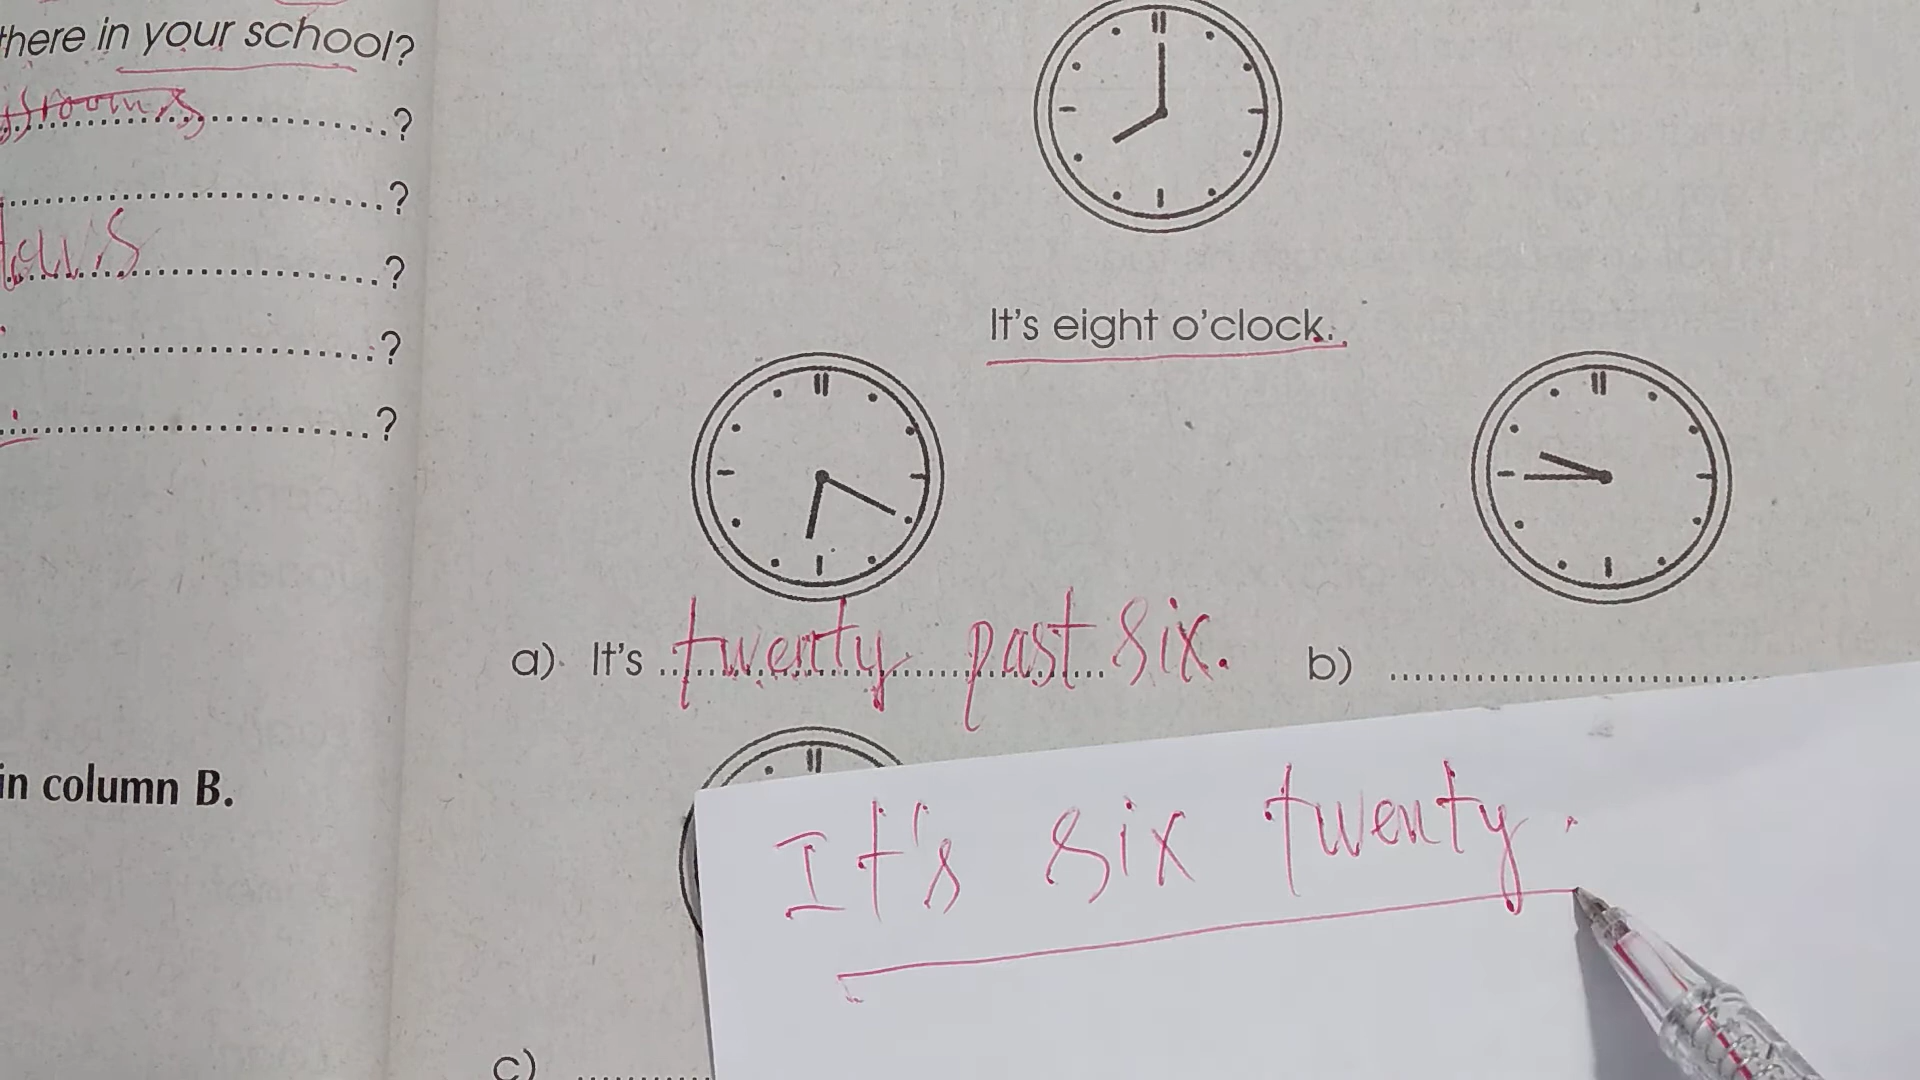 there in your school?
?
?
?
?
?
It's eight o'clock.
a) It's twenty past six.
b)
in column B.
It's six twenty.
c)